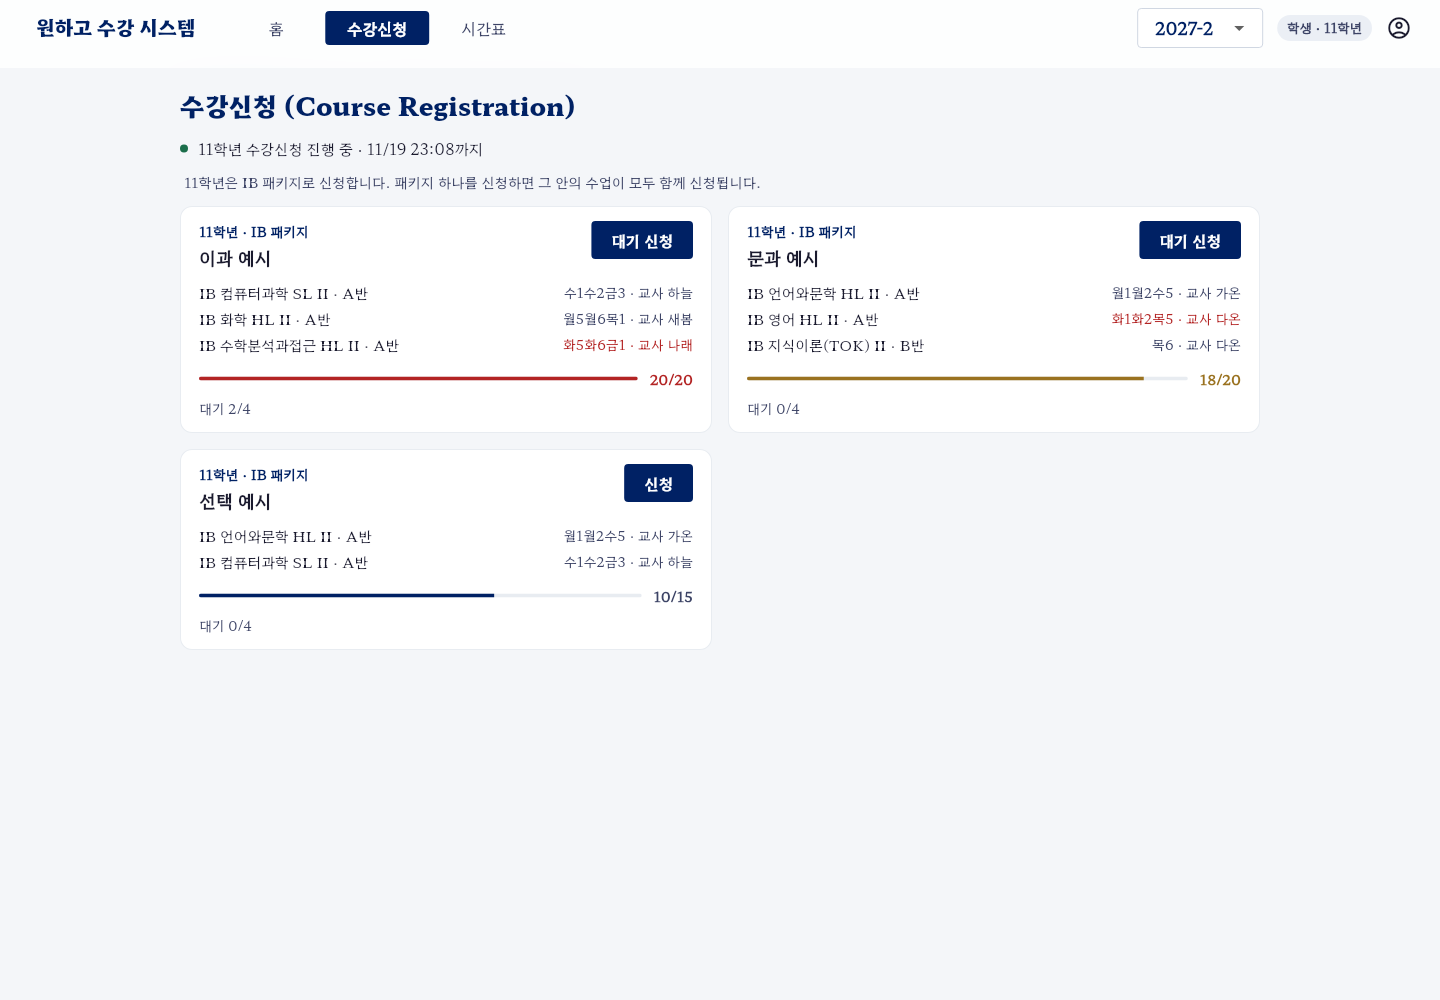 원하고 수강 시스템
홈
수강신청
시간표
2027-2
학생 · 11학년
수강신청 (Course Registration)
11학년 수강신청 진행 중 · 11/19 23:08까지
11학년은 IB 패키지로 신청합니다. 패키지 하나를 신청하면 그 안의 수업이 모두 함께 신청됩니다.
11학년 · IB 패키지
이과 예시
대기 신청
IB 컴퓨터과학 SL II · A반 수1수2금3 · 교사 하늘
IB 화학 HL II · A반 월5월6목1 · 교사 새봄
IB 수학분석과접근 HL II · A반 화5화6금1 · 교사 나래
20/20
대기 2/4
11학년 · IB 패키지
문과 예시
대기 신청
IB 언어와문학 HL II · A반 월1월2수5 · 교사 가온
IB 영어 HL II · A반 화1화2목5 · 교사 다온
IB 지식이론(TOK) II · B반 목6 · 교사 다온
18/20
대기 0/4
11학년 · IB 패키지
선택 예시
신청
IB 언어와문학 HL II · A반 월1월2수5 · 교사 가온
IB 컴퓨터과학 SL II · A반 수1수2금3 · 교사 하늘
10/15
대기 0/4